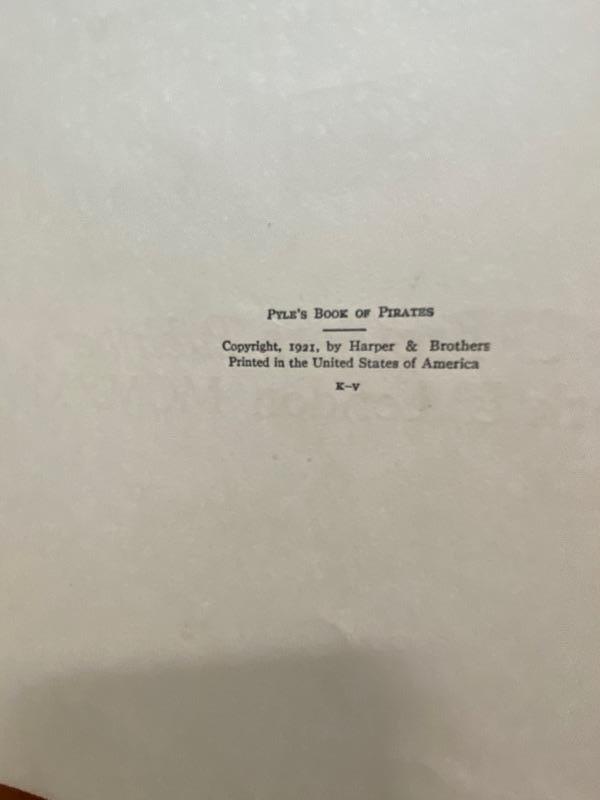 PYLE'S BOOK OF PIRATES
Copyright, 1921, by Harper & Brothers
Printed in the United States of America
K-V